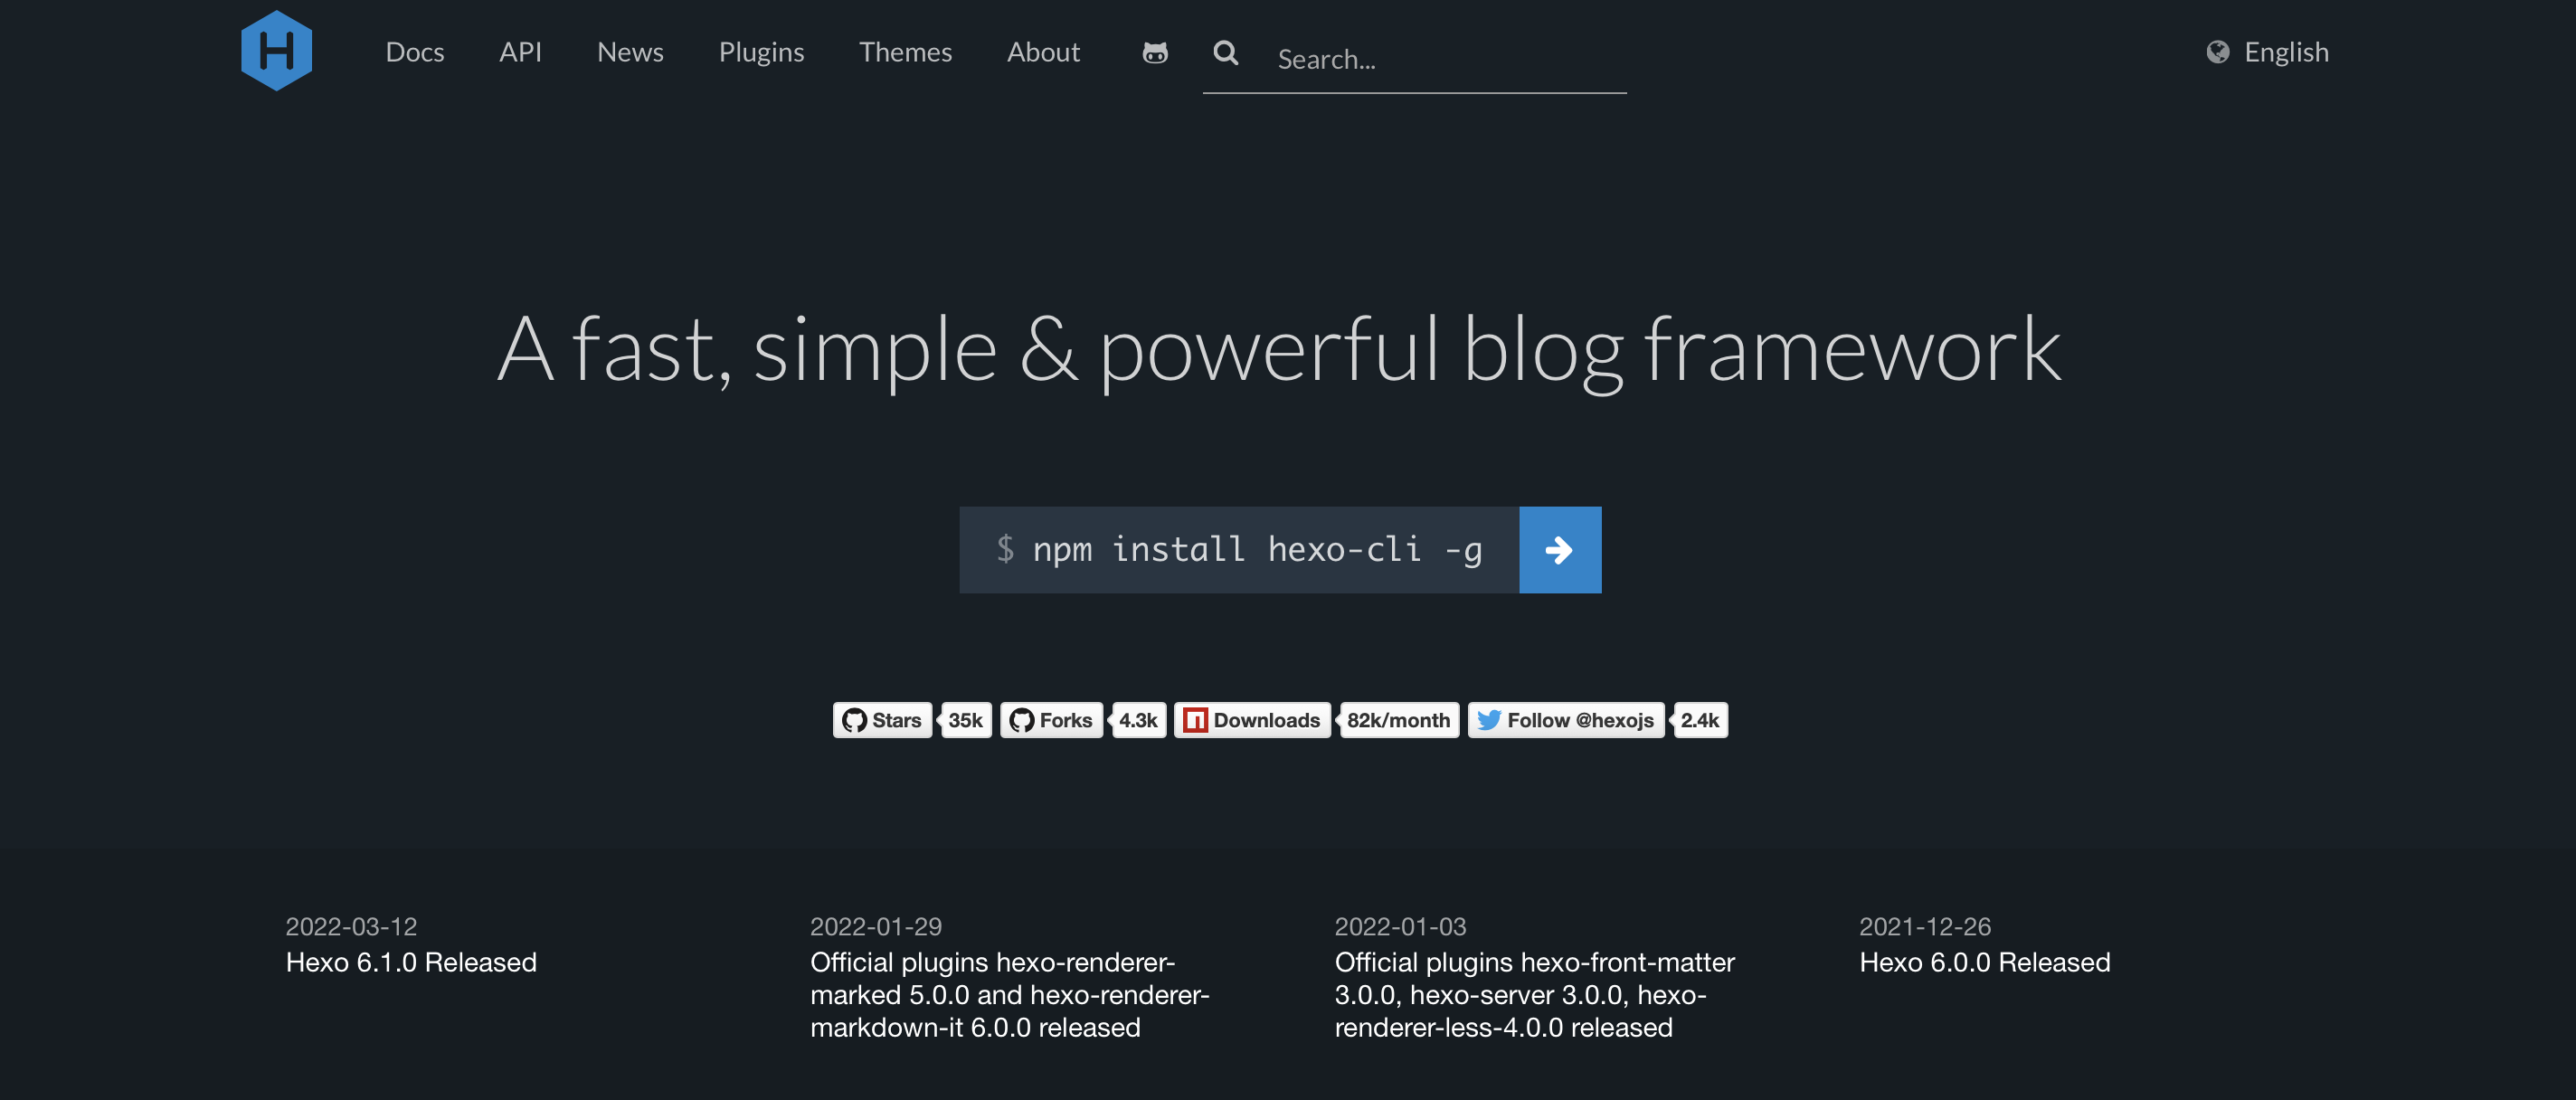 H
Docs API News Plugins Themes About Search... English
A fast, simple & powerful blog framework
$ npm install hexo-cli -g
Stars 35k Forks 4.3k Downloads 82k/month Follow @hexojs 2.4k
2022-03-12
Hexo 6.1.0 Released
2022-01-29
Official plugins hexo-renderer-
marked 5.0.0 and hexo-renderer-
markdown-it 6.0.0 released
2022-01-03
Official plugins hexo-front-matter
3.0.0, hexo-server 3.0.0, hexo-
renderer-less-4.0.0 released
2021-12-26
Hexo 6.0.0 Released